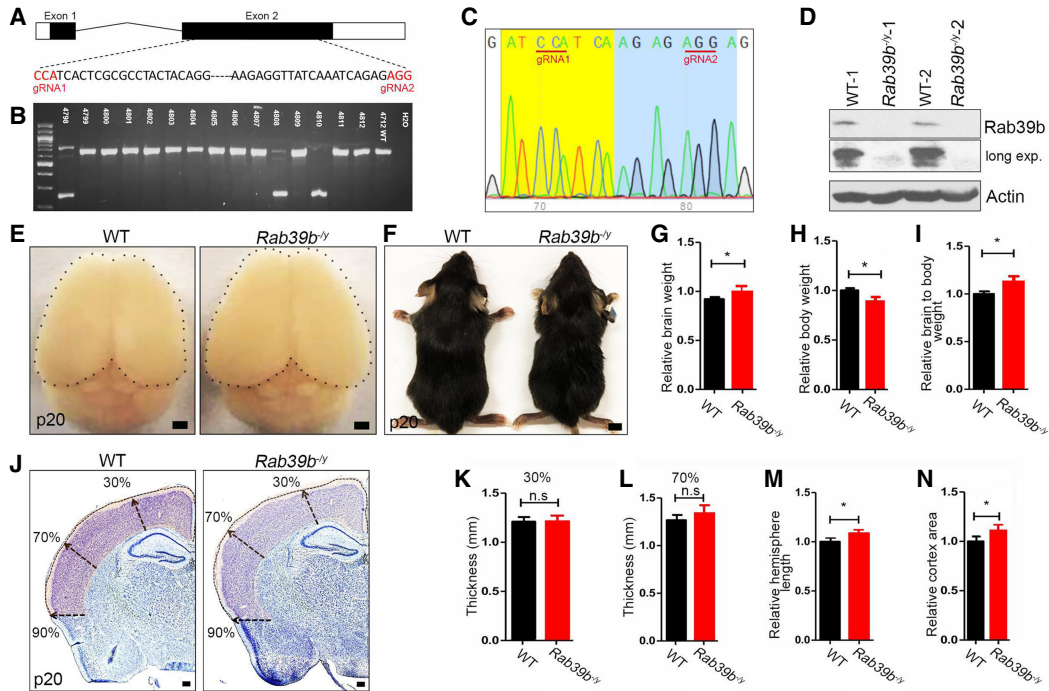 A
Exon 1
Exon 2
CCATCACTCGCGCCTACTACAGG----AAGAGGTTATCAAATCAGAGAGG
gRNA1
gRNA2
B
4798
4799
4800
4801
4802
4803
4804
4805
4806
4807
4808
4809
4810
4811
4812
4712 WT
H2O
C
G A T C C A T C A A G A G A G G A G
gRNA1
gRNA2
70
80
D
WT-1
Rab39b-/y-1
WT-2
Rab39b-/y-2
Rab39b
long exp.
Actin
E
WT
Rab39b-/y
p20
F
WT
Rab39b-/y
p20
G
Relative brain weight
1.5
1.0
0.5
0.0
*
WT
Rab39b-/y
H
Relative body weight
1.5
1.0
0.5
0.0
*
WT
Rab39b-/y
I
Relative brain to body
weight
1.5
1.0
0.5
0.0
*
WT
Rab39b-/y
J
WT
30%
70%
90%
p20
Rab39b-/y
30%
70%
90%
K
30%
n.s
Thickness (mm)
1.5
1.0
0.5
0.0
WT
Rab39b-/y
L
70%
n.s
Thickness (mm)
1.5
1.0
0.5
0.0
WT
Rab39b-/y
M
Relative hemisphere
length
1.5
1.0
0.5
0.0
*
WT
Rab39b-/y
N
Relative cortex area
1.5
1.0
0.5
0.0
*
WT
Rab39b-/y